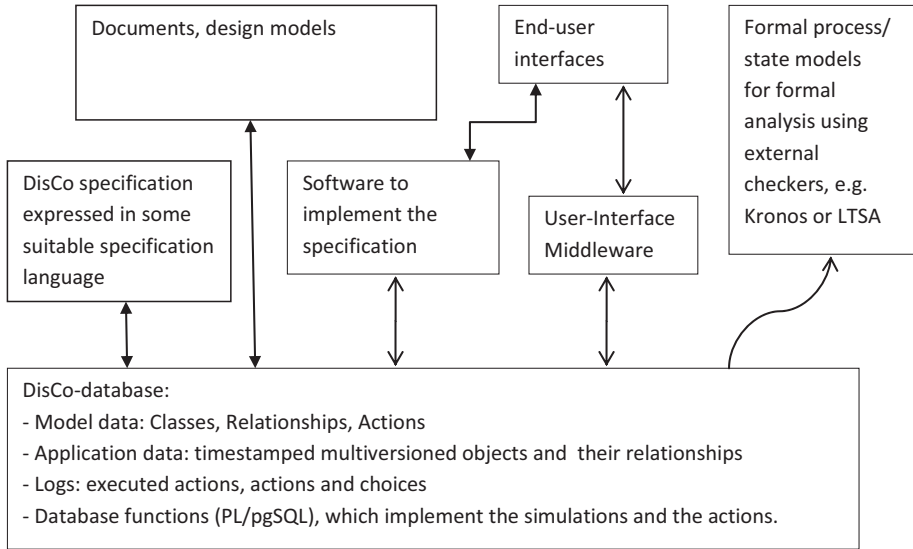 Documents, design models
End-user
interfaces
Formal process/
state models
for formal
analysis using
external
checkers, e.g.
Kronos or LTSA
DisCo specification
expressed in some
suitable specification
language
Software to
implement the
specification
User-Interface
Middleware
DisCo-database:
- Model data: Classes, Relationships, Actions
- Application data: timestamped multiversioned objects and their relationships
- Logs: executed actions, actions and choices
- Database functions (PL/pgSQL), which implement the simulations and the actions.